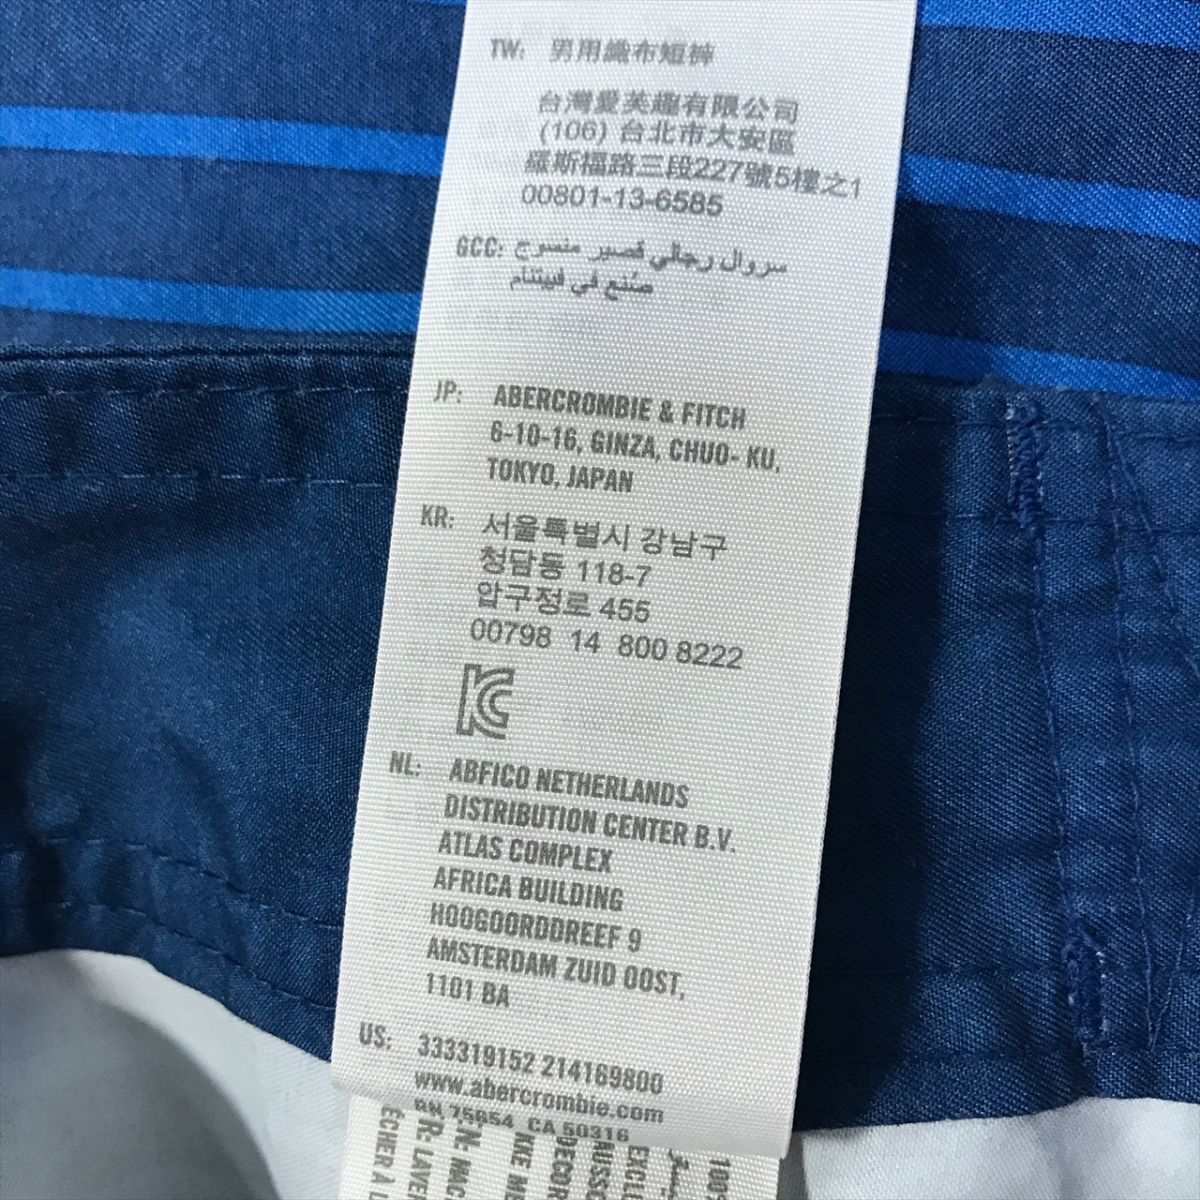 TW: 男用織布短褲
台灣愛芙趣有限公司
(106) 台北市大安區
羅斯福路三段227號5樓之1
00801-13-6585
GCC: سروال رجالي قصير منسوج
صُنع في فييتنام
JP: ABERCROMBIE & FITCH
6-10-16, GINZA, CHUO- KU,
TOKYO, JAPAN
KR: 서울특별시 강남구
청담동 118-7
압구정로 455
00798 14 800 8222
NL: ABFICO NETHERLANDS
DISTRIBUTION CENTER B.V.
ATLAS COMPLEX
AFRICA BUILDING
HOOGOORDDREEF 9
AMSTERDAM ZUID OOST,
1101 BA
US: 333319152 214169800
www.abercrombie.com
RN 75654 CA 50316